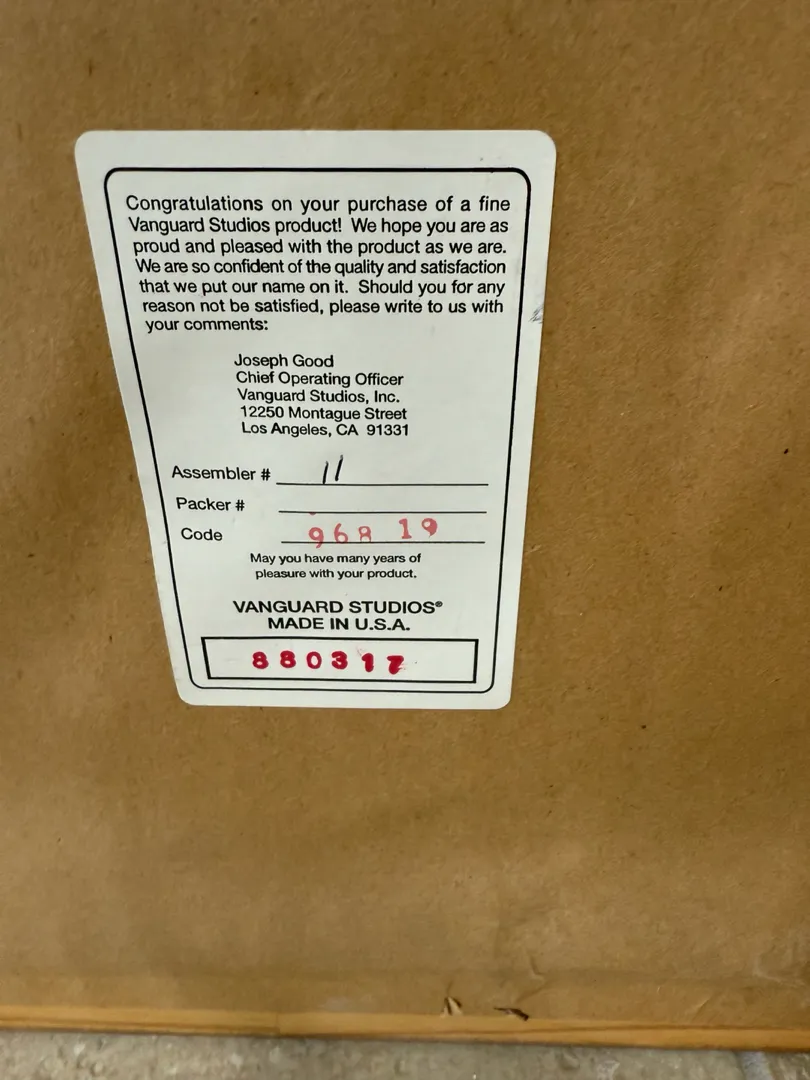 Congratulations on your purchase of a fine
Vanguard Studios product! We hope you are as
proud and pleased with the product as we are.
We are so confident of the quality and satisfaction
that we put our name on it. Should you for any
reason not be satisfied, please write to us with
your comments:
Joseph Good
Chief Operating Officer
Vanguard Studios, Inc.
12250 Montague Street
Los Angeles, CA 91331
Assembler # 11
Packer #
Code 968 19
May you have many years of
pleasure with your product.
VANGUARD STUDIOS®
MADE IN U.S.A.
880317